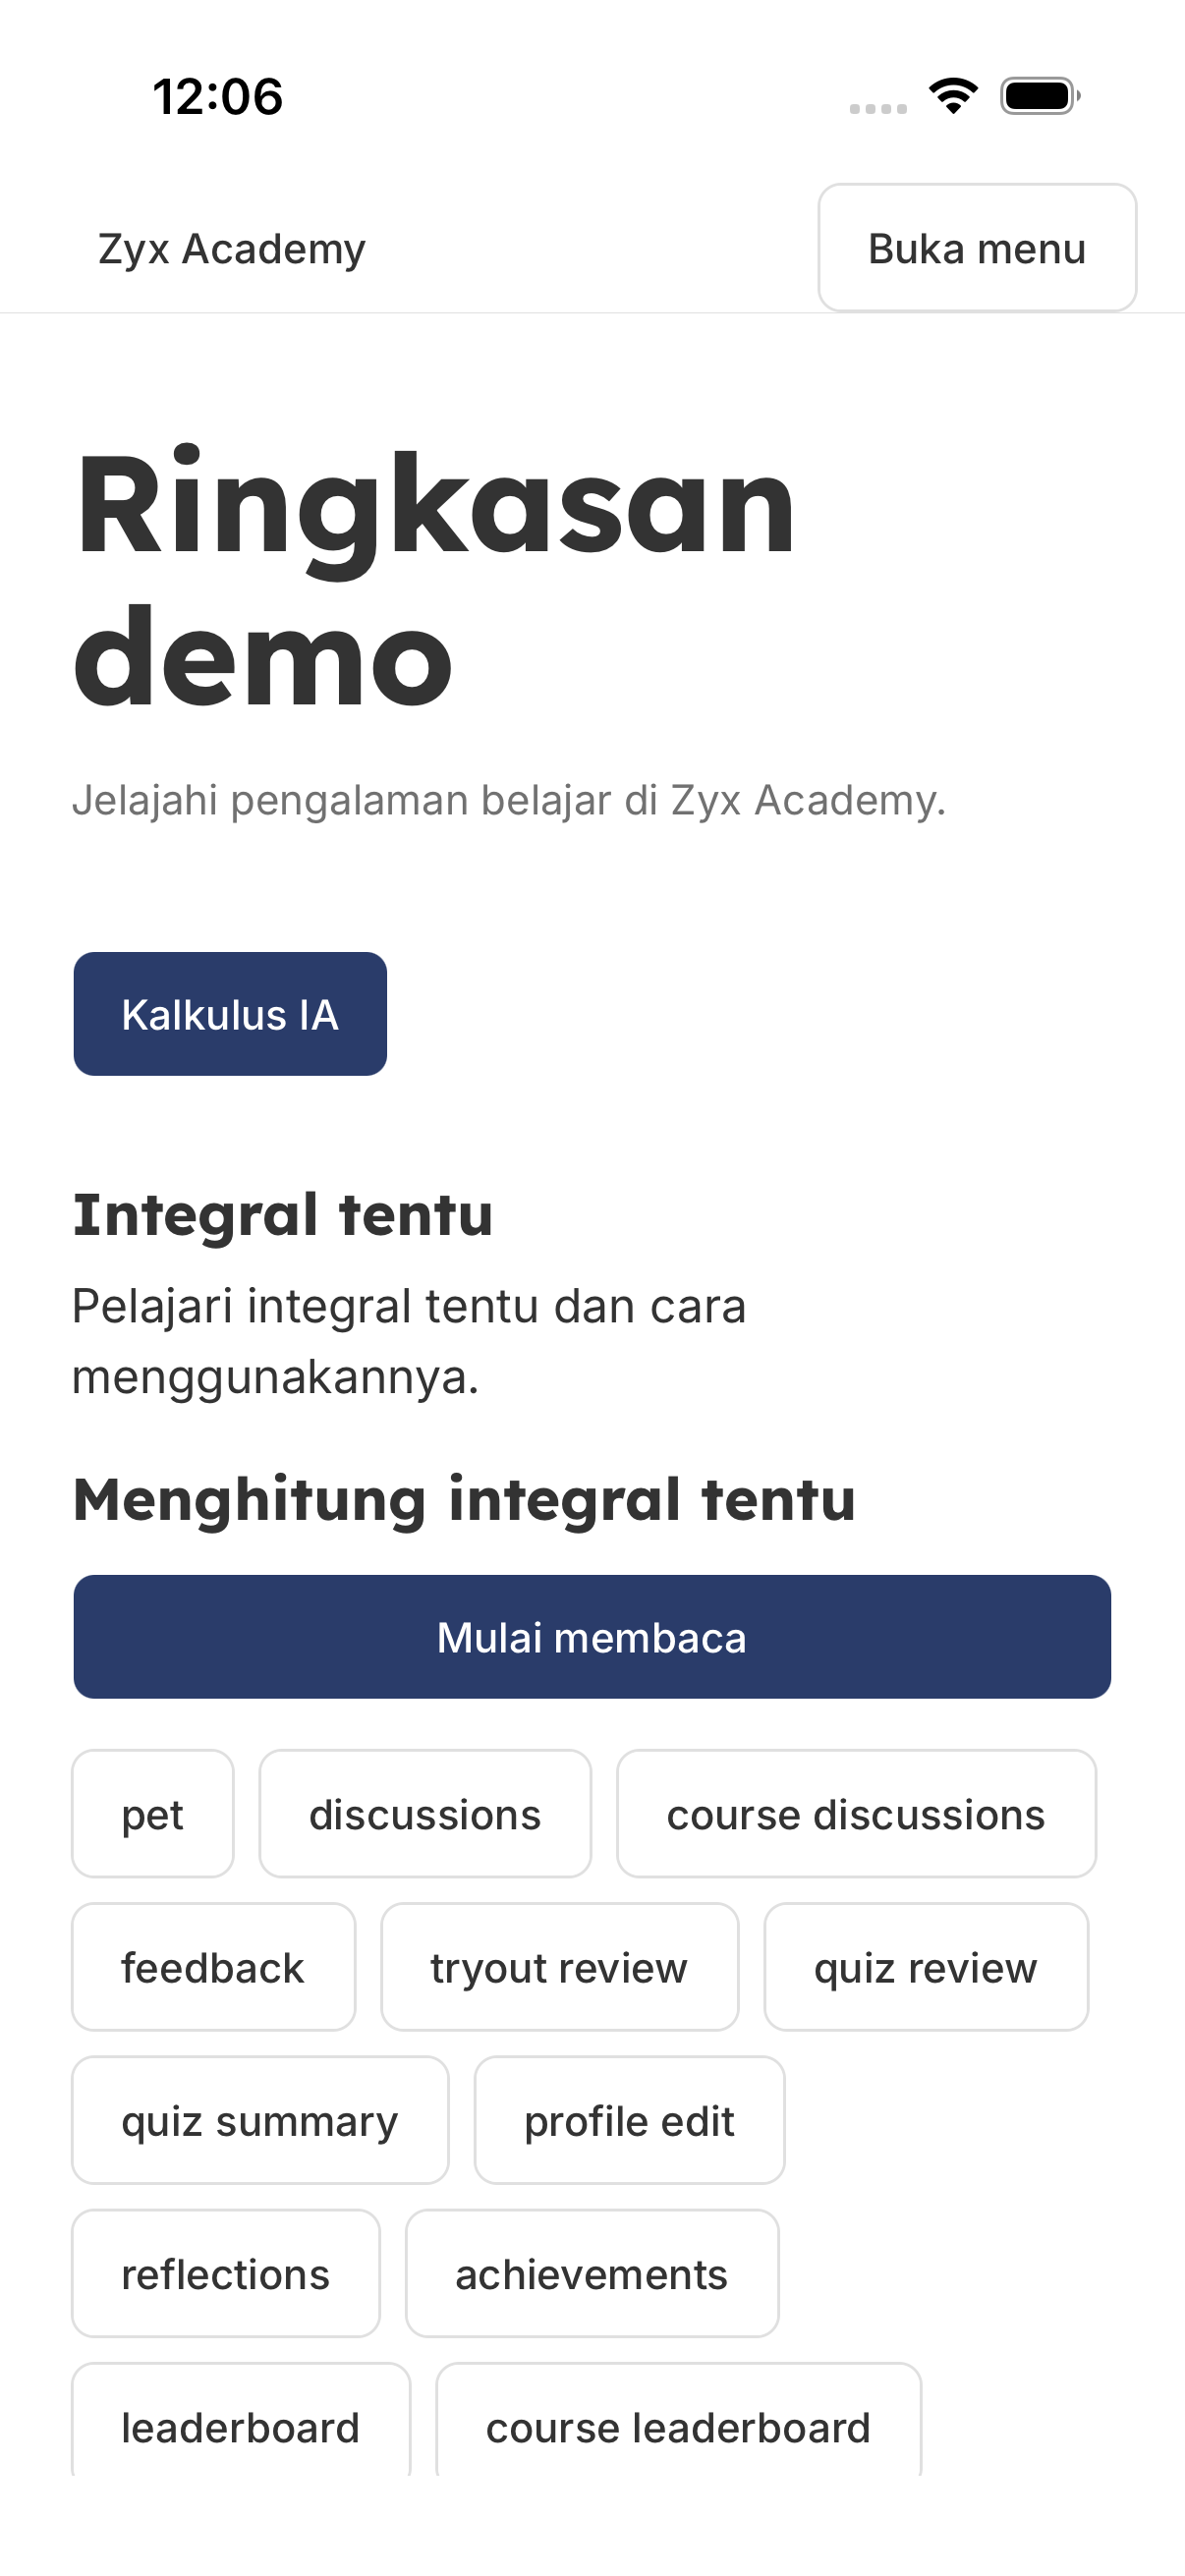 12:06
Zyx Academy
Buka menu
Ringkasan
demo
Jelajahi pengalaman belajar di Zyx Academy.
Kalkulus IA
Integral tentu
Pelajari integral tentu dan cara
menggunakannya.
Menghitung integral tentu
Mulai membaca
pet
discussions
course discussions
feedback
tryout review
quiz review
quiz summary
profile edit
reflections
achievements
leaderboard
course leaderboard